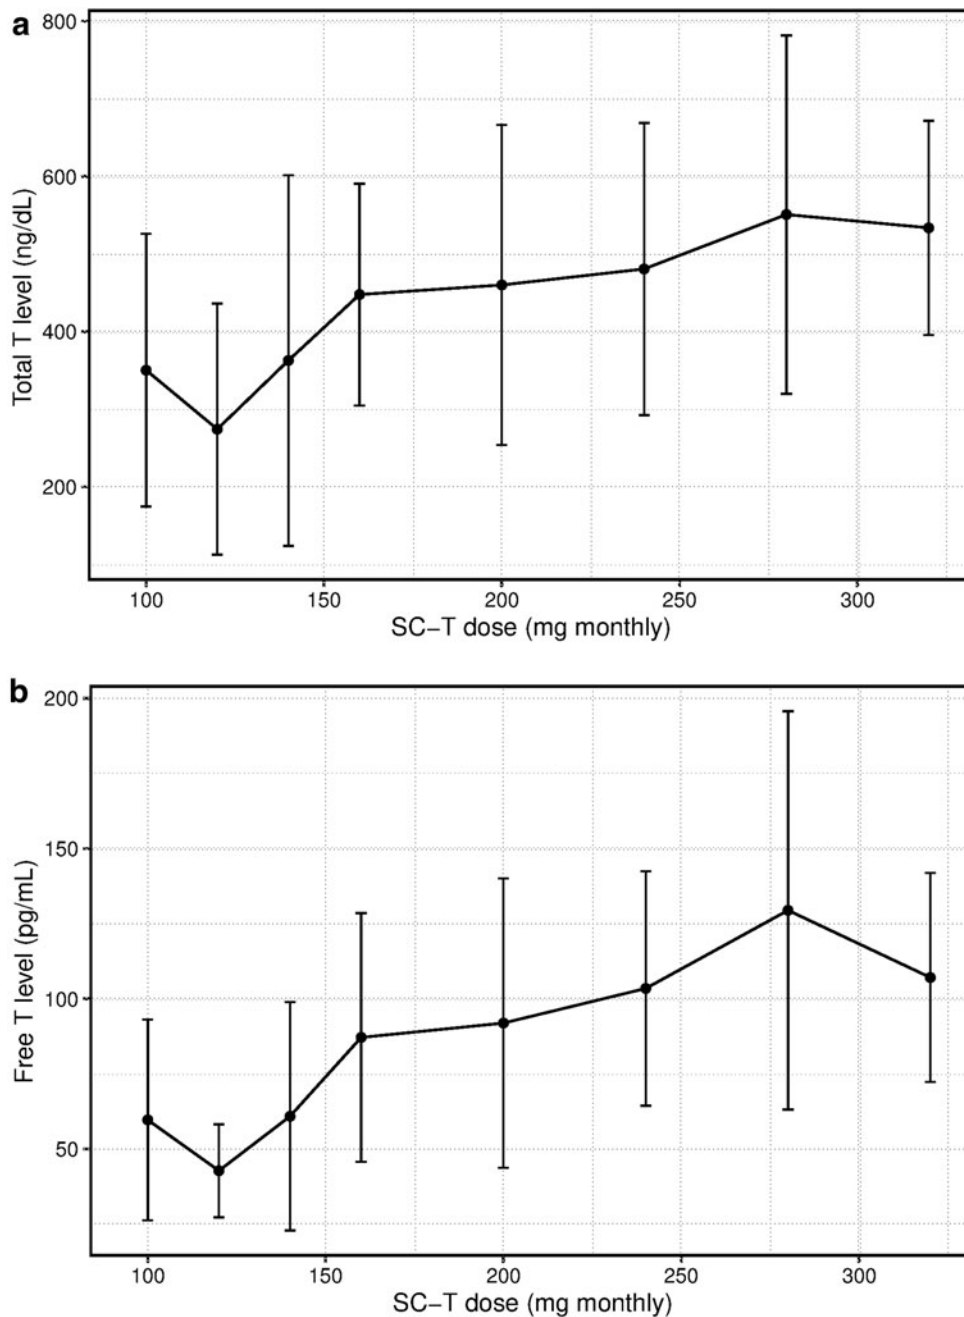 a
800
600
400
200
Total T level (ng/dL)
100 150 200 250 300
SC−T dose (mg monthly)
b
200
150
100
50
Free T level (pg/mL)
100 150 200 250 300
SC−T dose (mg monthly)